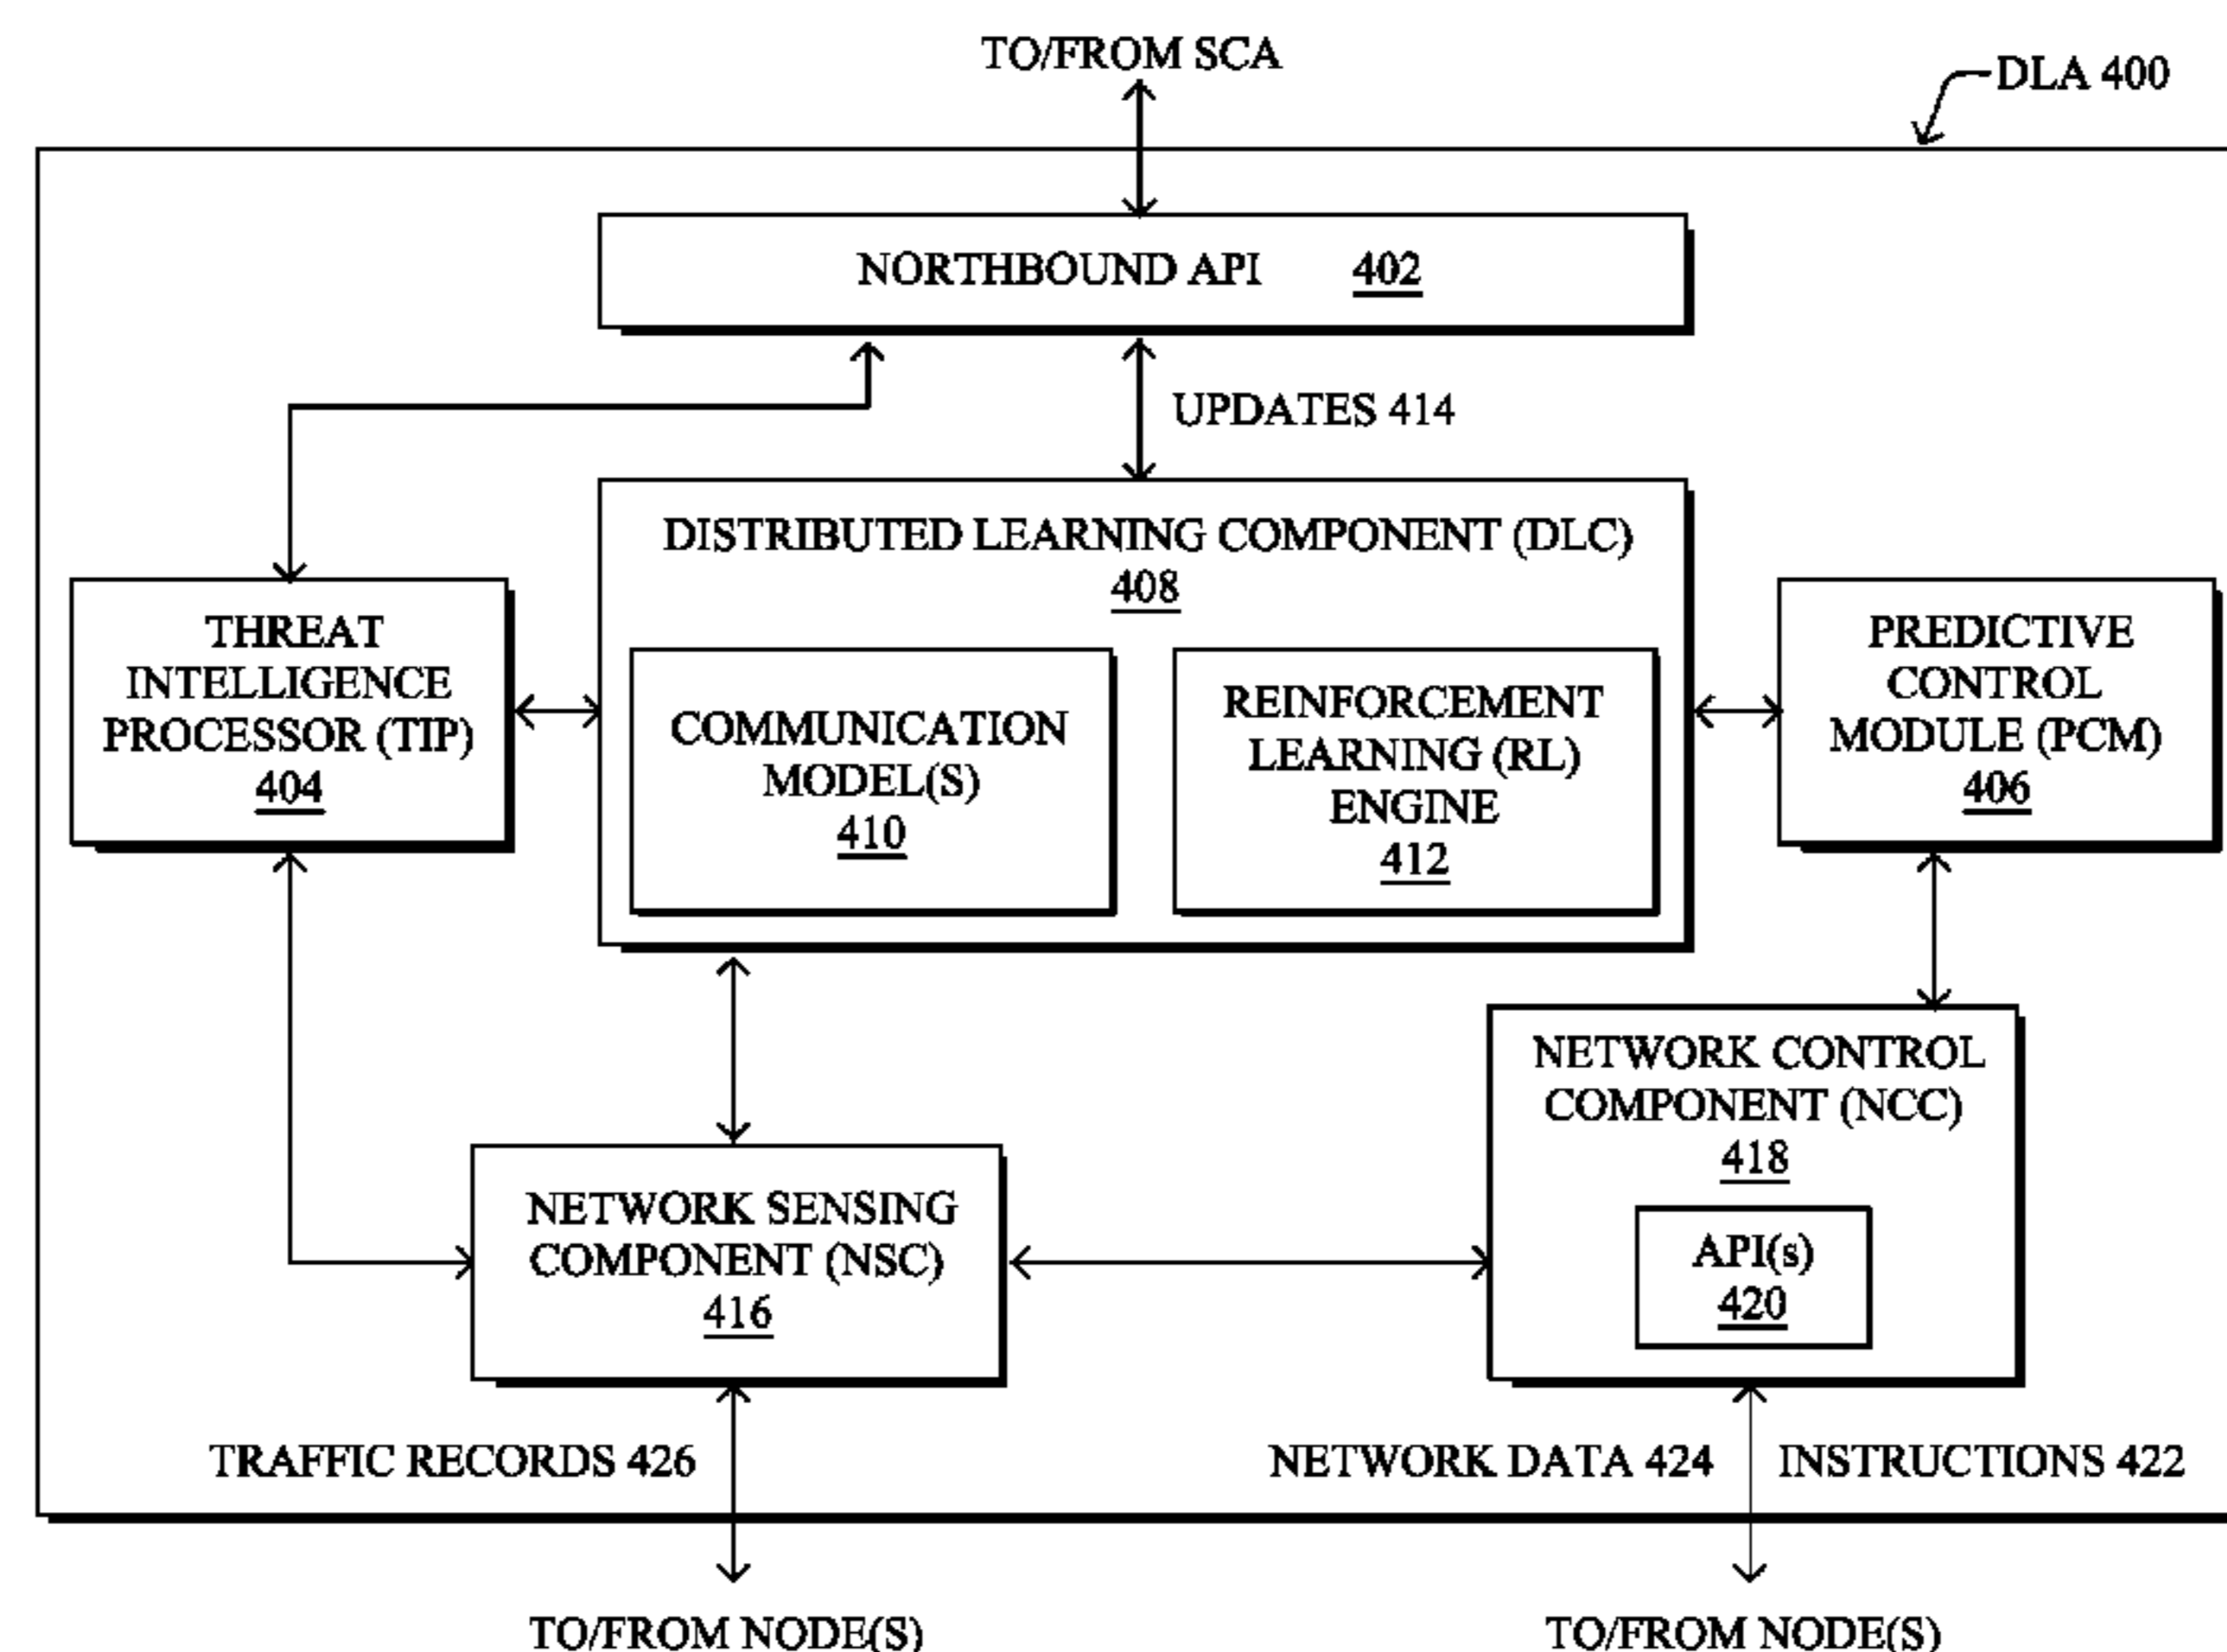 TO/FROM SCA
DLA 400
NORTHBOUND API 402
UPDATES 414
DISTRIBUTED LEARNING COMPONENT (DLC)
408
THREAT
INTELLIGENCE
PROCESSOR (TIP)
404
COMMUNICATION
MODEL(S)
410
REINFORCEMENT
LEARNING (RL)
ENGINE
412
PREDICTIVE
CONTROL
MODULE (PCM)
406
NETWORK SENSING
COMPONENT (NSC)
416
NETWORK CONTROL
COMPONENT (NCC)
418
API(s)
420
TRAFFIC RECORDS 426
NETWORK DATA 424
INSTRUCTIONS 422
TO/FROM NODE(S)
TO/FROM NODE(S)